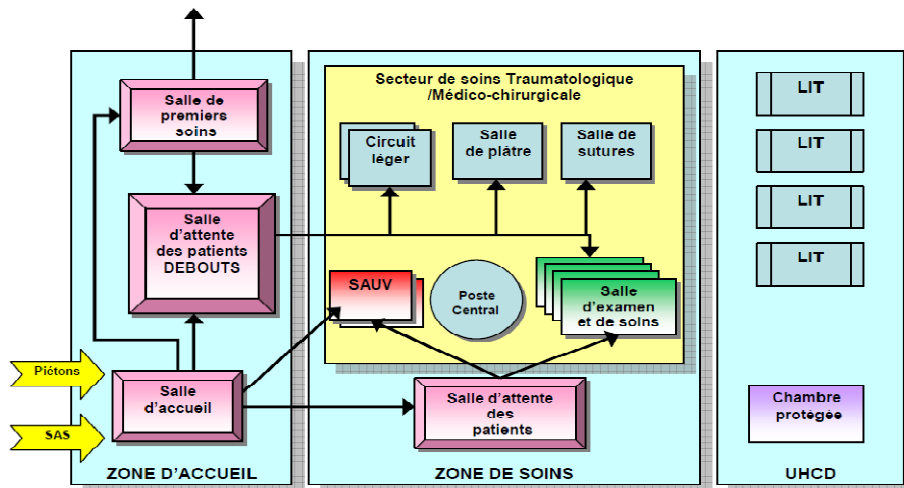 Salle de
premiers
soins
Salle
d'attente
des patients
DEBOUTS
Piétons
SAS
Salle
d'accueil
ZONE D'ACCUEIL
Secteur de soins Traumatologique
/Médico-chirurgicale
Circuit
léger
Salle
de plâtre
Salle de
sutures
SAUV
Poste
Central
Salle
d'examen
et de soins
Salle d'attente
des
patients
ZONE DE SOINS
LIT
LIT
LIT
LIT
Chambre
protégée
UHCD